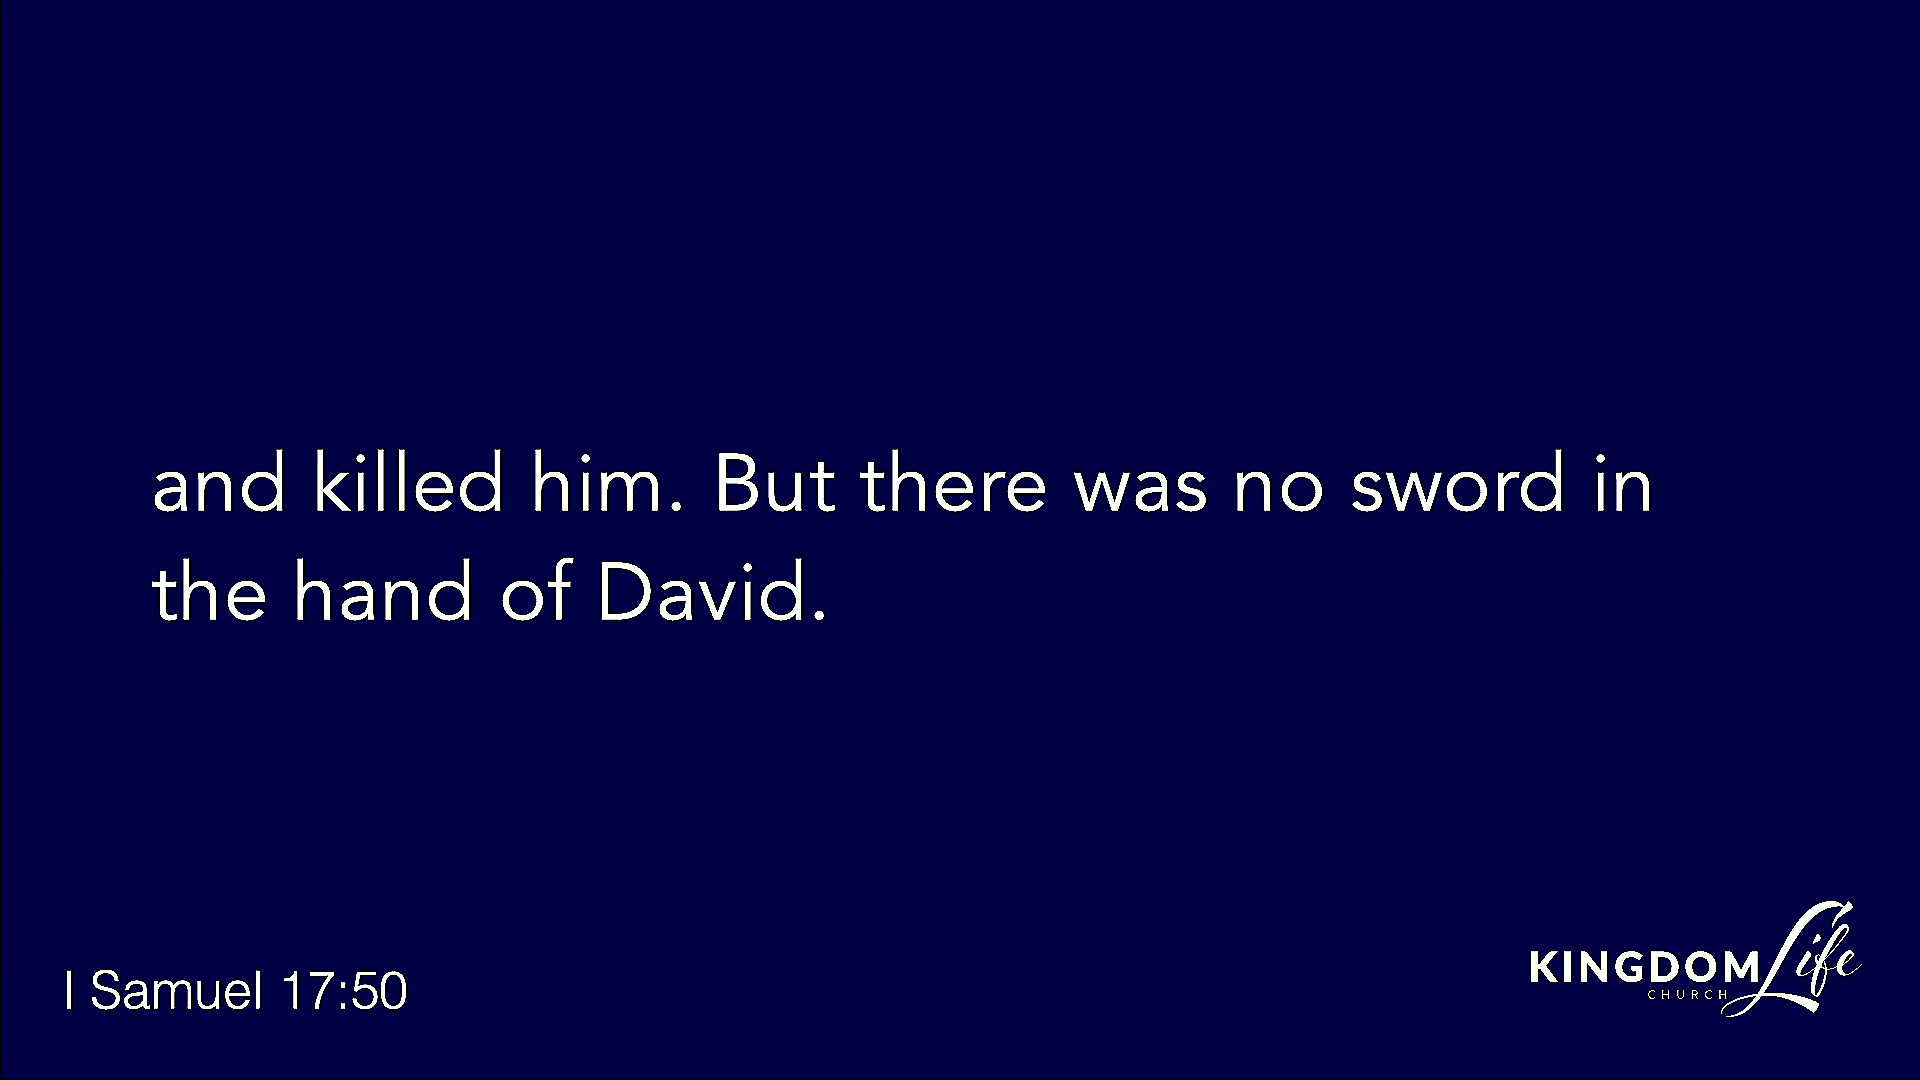 and killed him. But there was no sword in
the hand of David.
I Samuel 17:50
KINGDOM Life
CHURCH